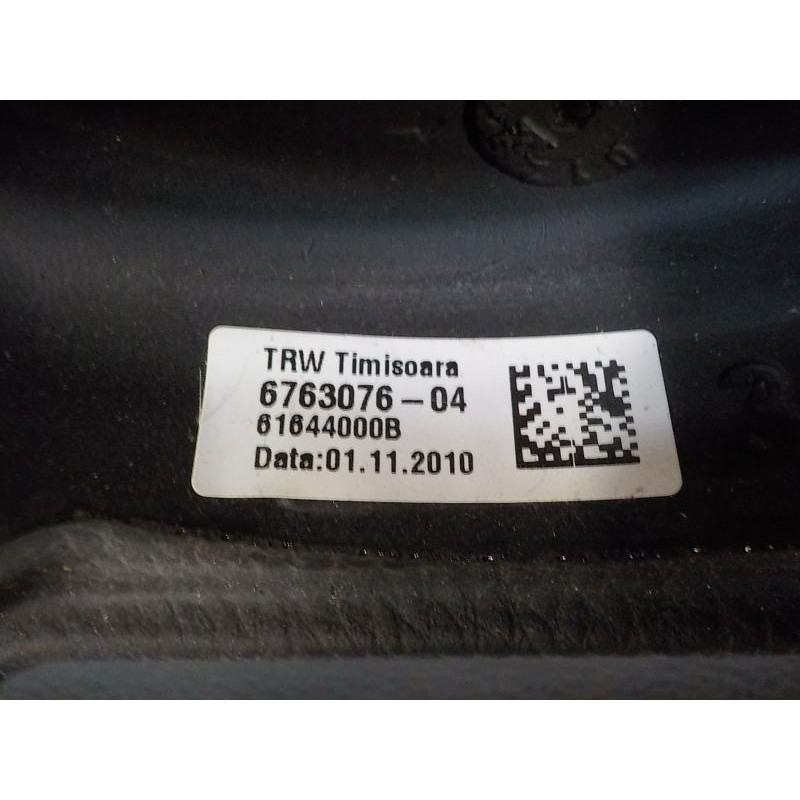 TRW Timisoara
6763076-04
61644000B
Data:01.11.2010